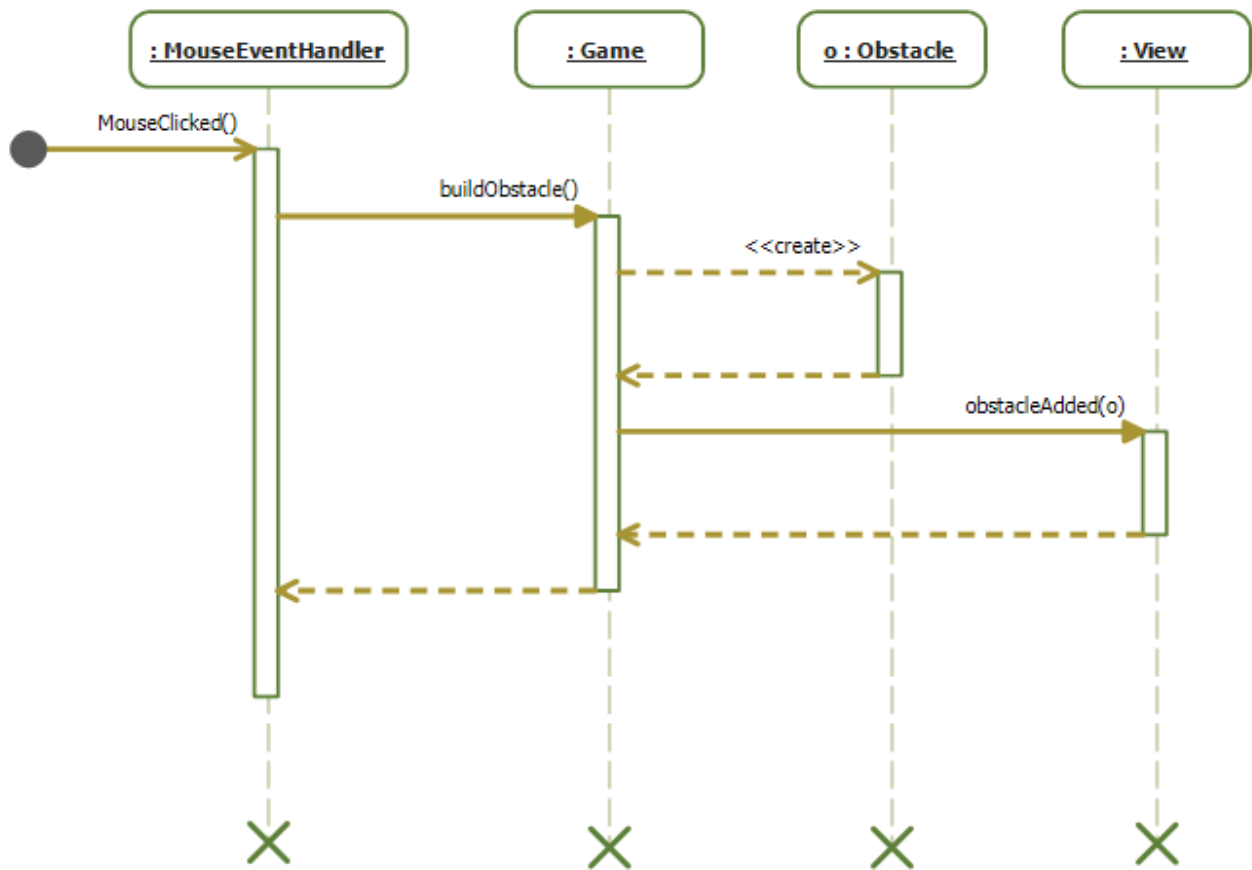 : MouseEventHandler
: Game
o : Obstacle
: View
MouseClicked()
buildObstacle()
<<create>>
obstacleAdded(o)